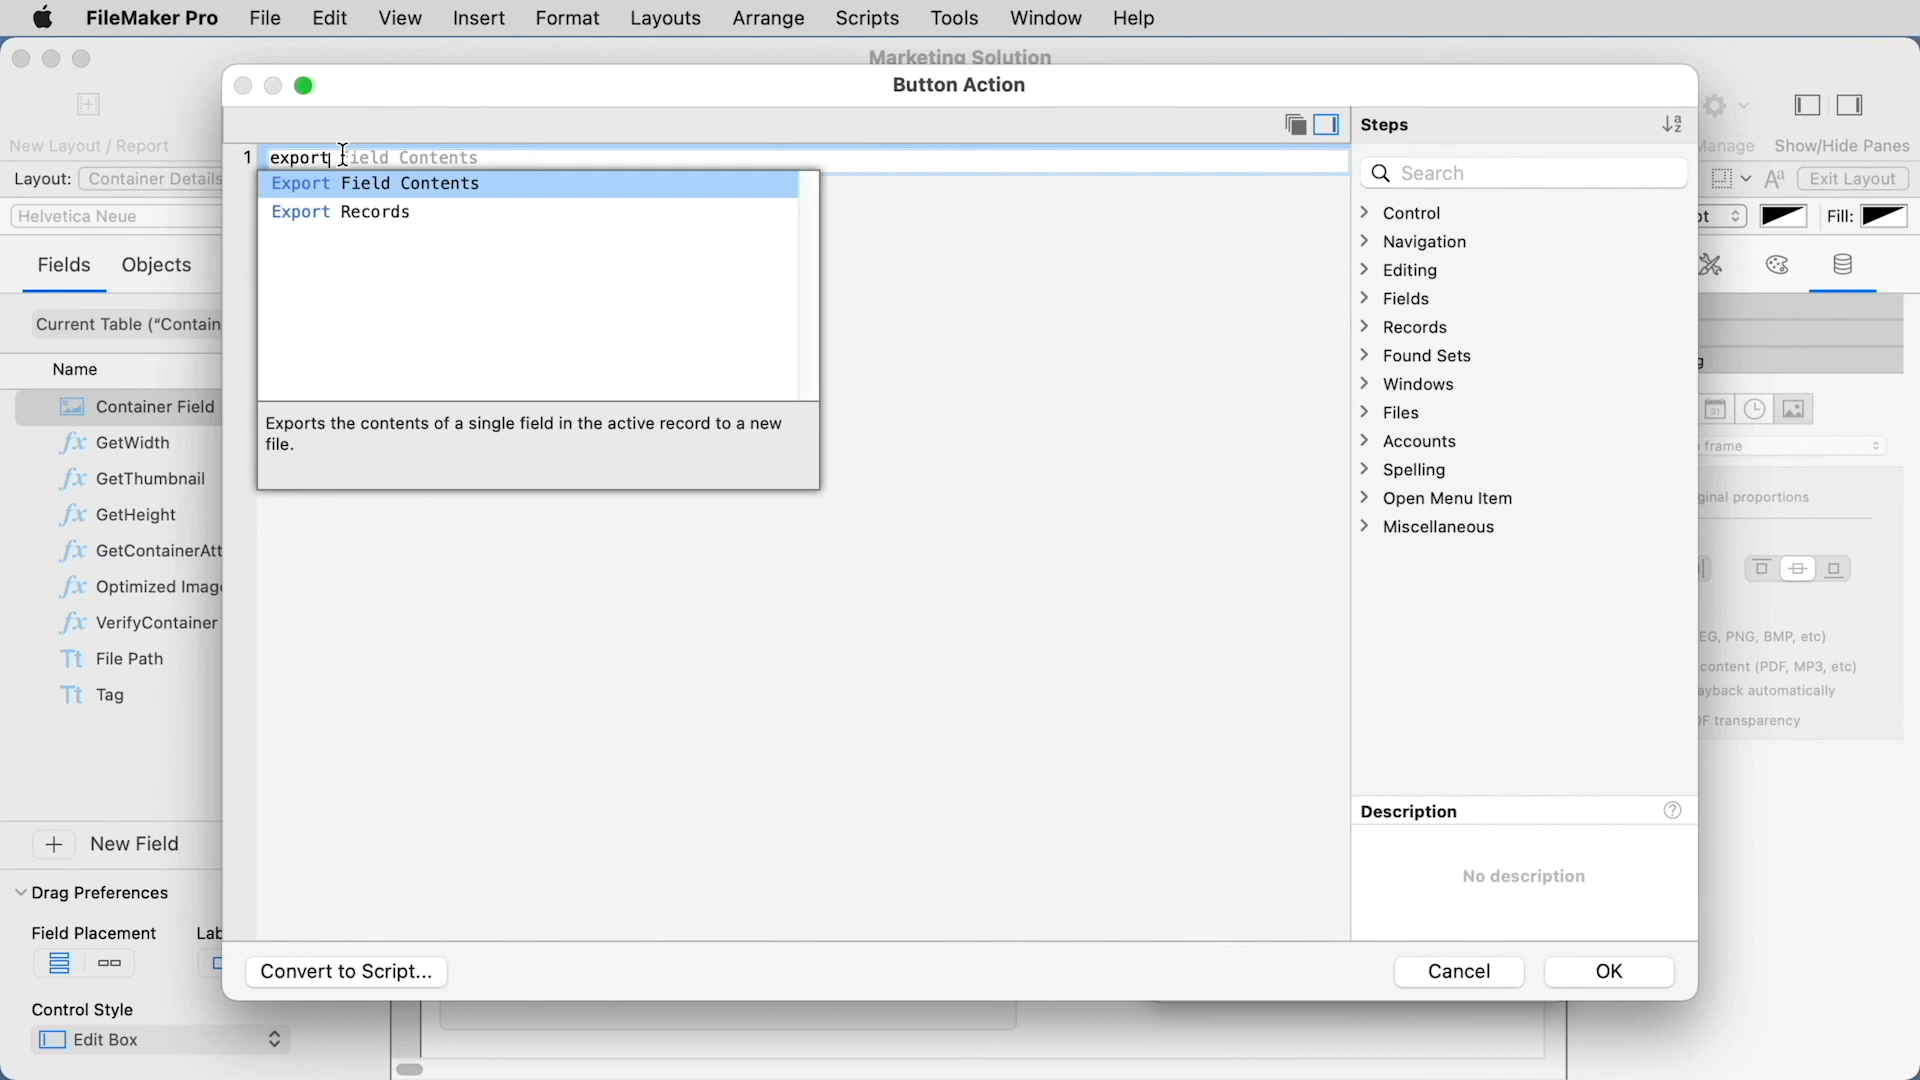 FileMaker Pro File Edit View Insert Format Layouts Arrange Scripts Tools Window Help
Marketing Solution
Button Action
New Layout / Report
Manage Show/Hide Panes
Layout: Container Details
Exit Layout
Helvetica Neue
pt Fill:
Fields Objects
Current Table ("Contain
Name
Container Field
GetWidth
GetThumbnail
GetHeight
GetContainerAtt
Optimized Image
VerifyContainer
Tt File Path
Tt Tag
New Field
Drag Preferences
Field Placement Lab
Control Style
Edit Box
1 export Field Contents
Export Field Contents
Export Records
Exports the contents of a single field in the active record to a new
file.
Steps
Search
Control
Navigation
Editing
Fields
Records
Found Sets
Windows
Files
Accounts
Spelling
Open Menu Item
Miscellaneous
Description
No description
Convert to Script...
Cancel OK
31
frame
ginal proportions
EG, PNG, BMP, etc)
content (PDF, MP3, etc)
ayback automatically
DF transparency